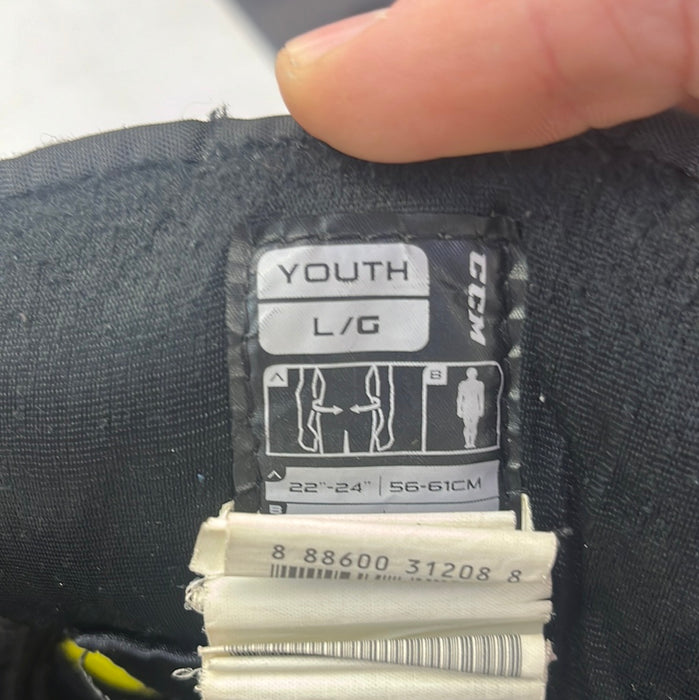 YOUTH
CCM
L/G
A
B
A
22"-24" | 56-61CM
B
8 88600 31208 8